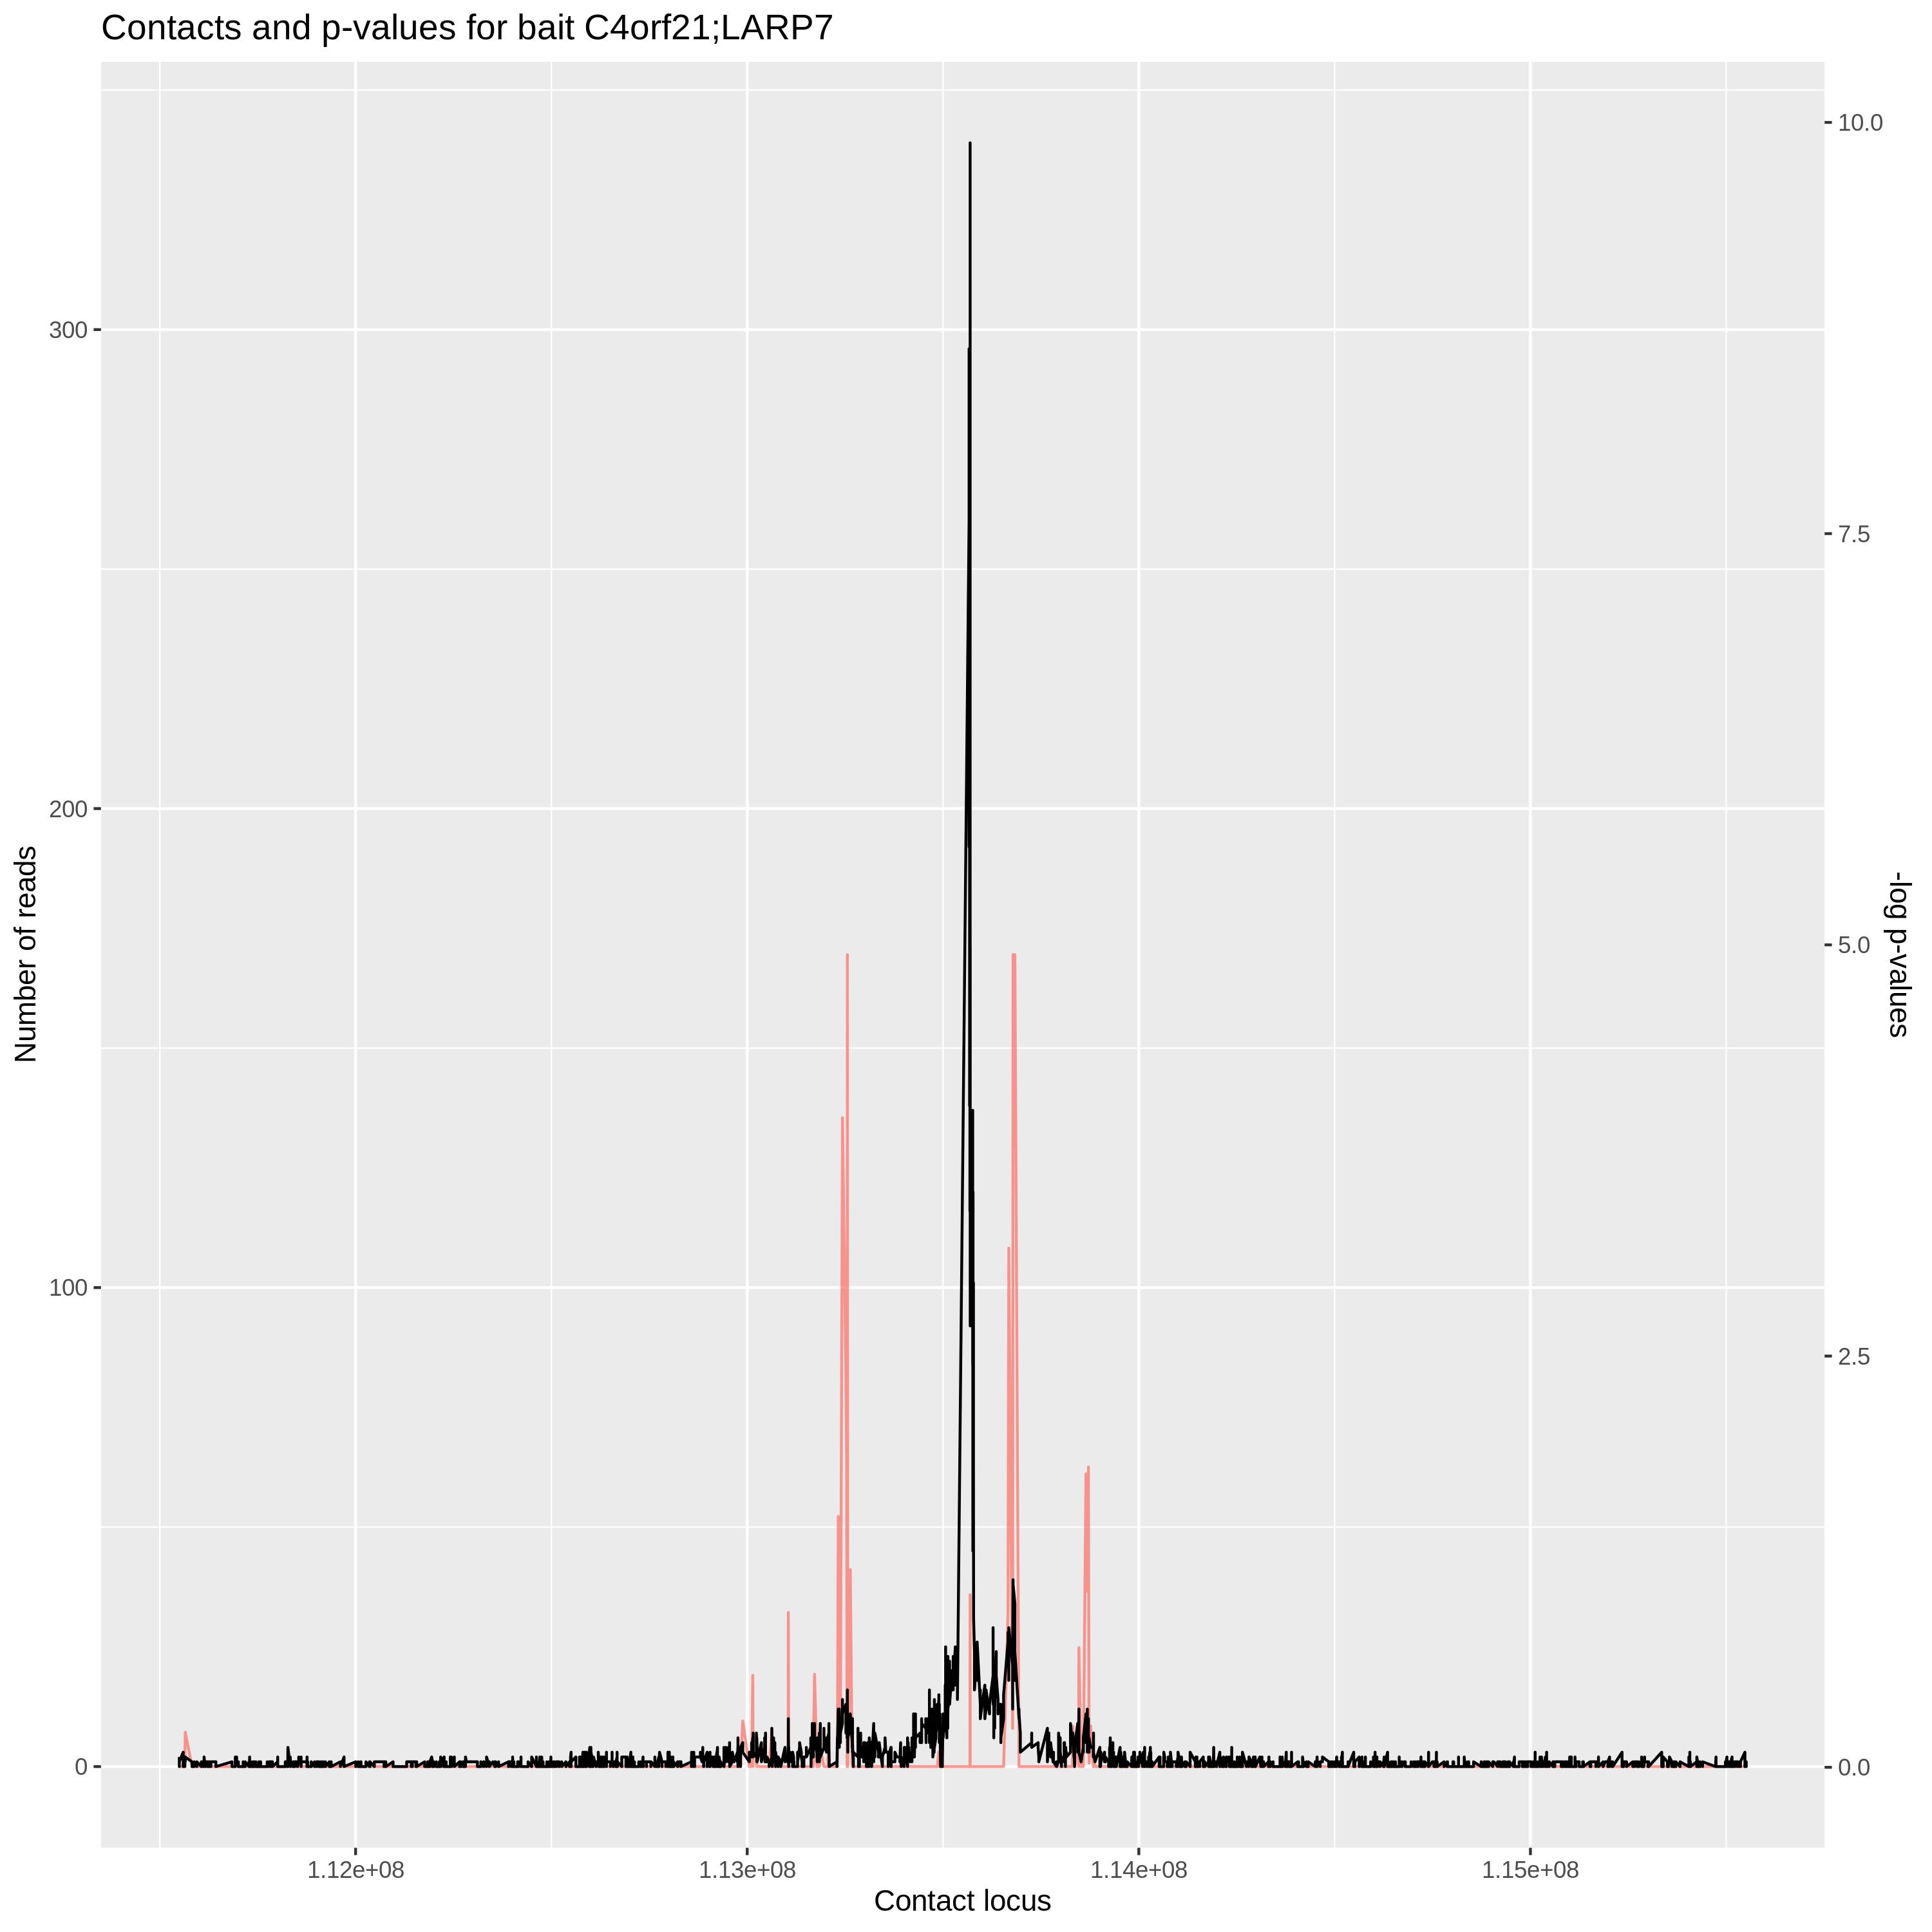 Contacts and p-values for bait C4orf21;LARP7
10.0
300
7.5
200
Number of reads
-log p-values
5.0
100
2.5
0
0.0
1.12e+08
1.13e+08
1.14e+08
1.15e+08
Contact locus